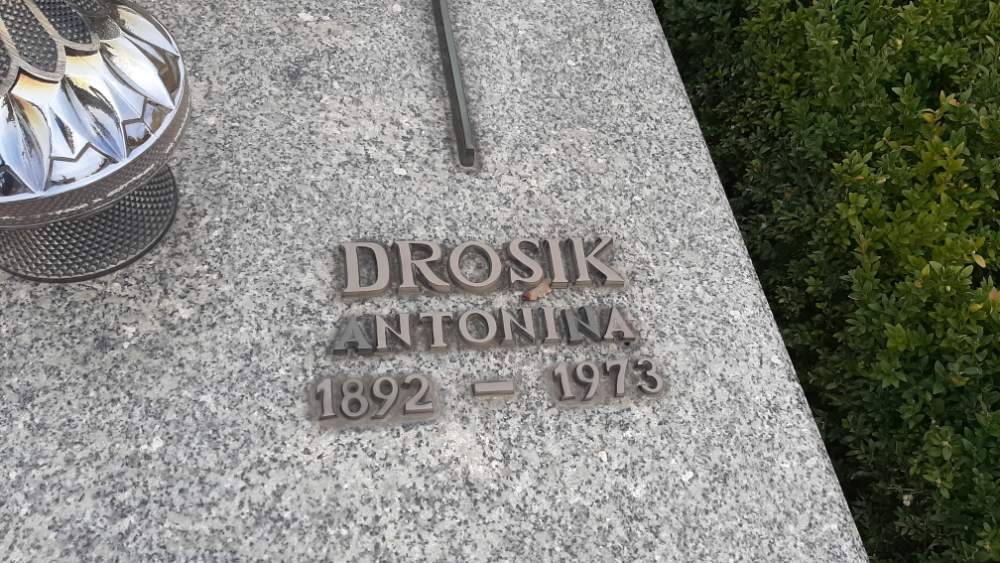 DROSIK
ANTONINA
1892 - 1973